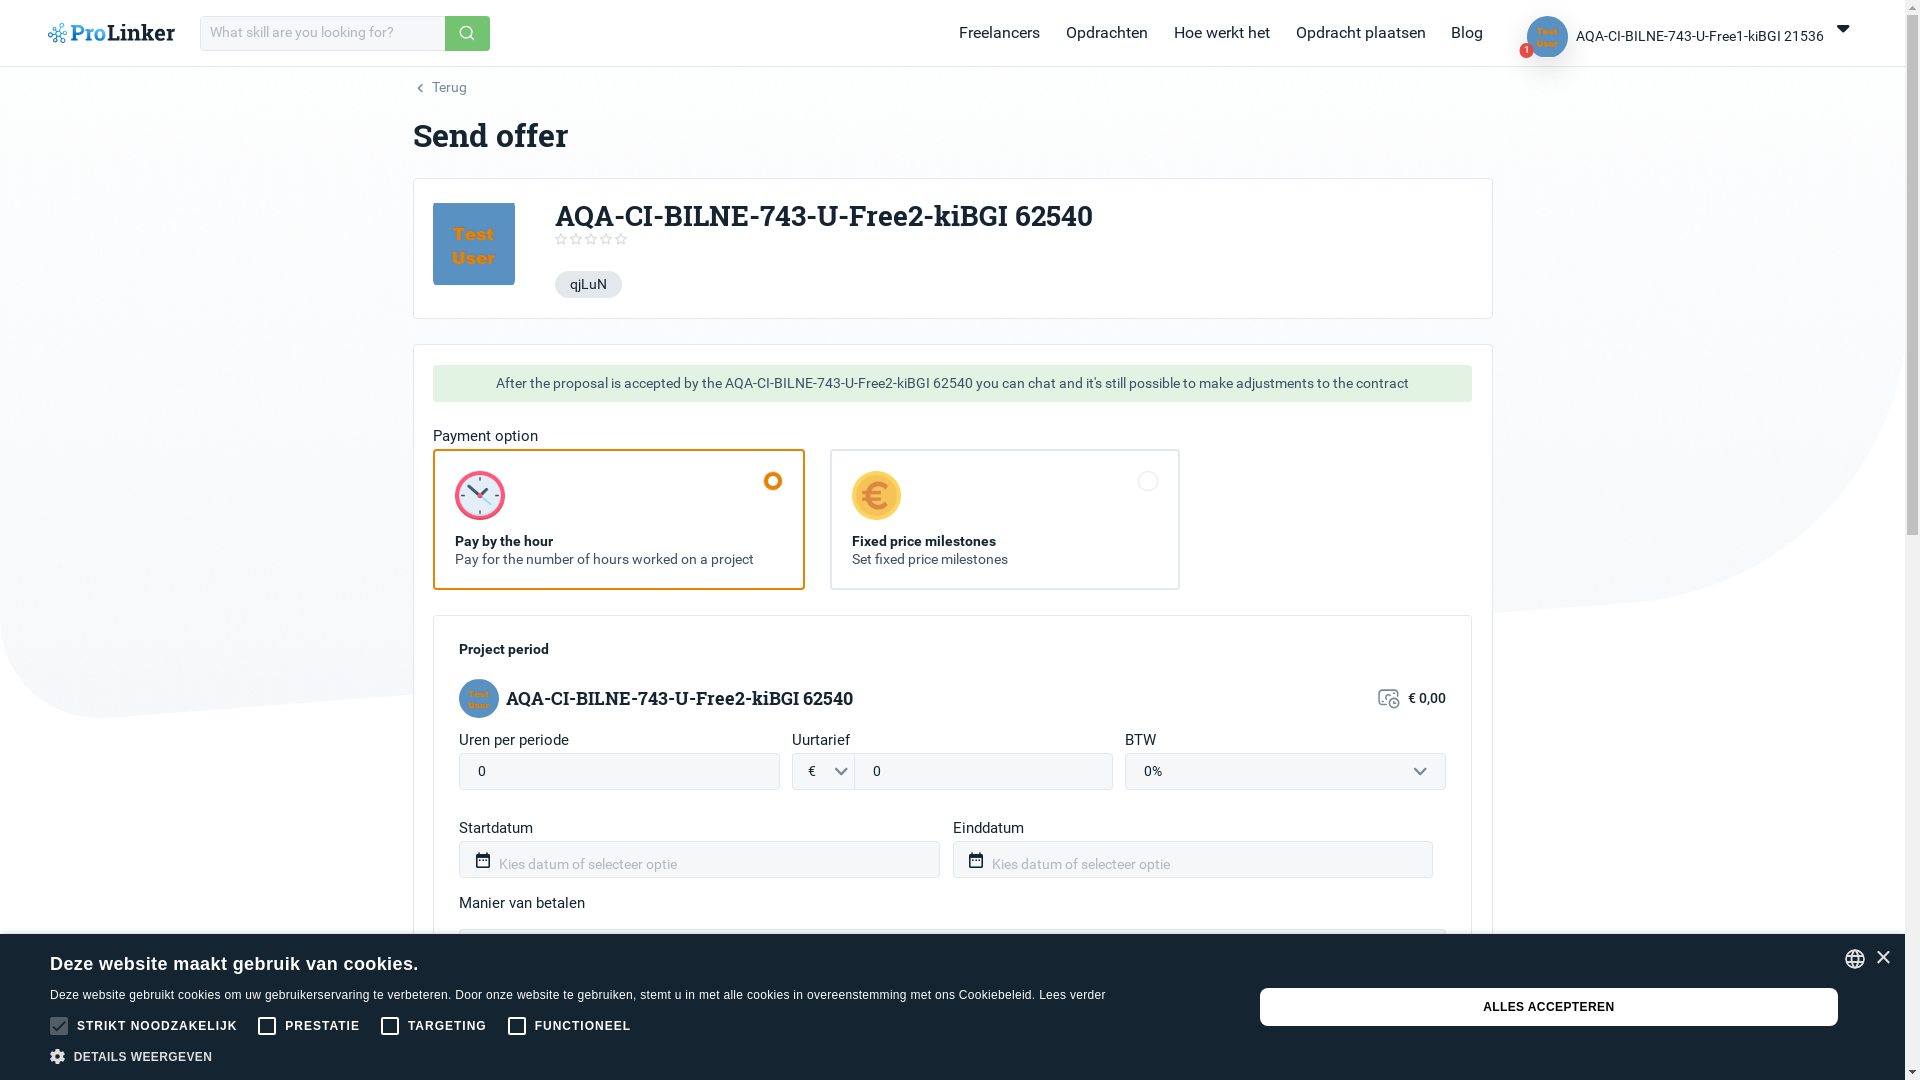 ProLinker
What skill are you looking for?
Freelancers
Opdrachten
Hoe werkt het
Opdracht plaatsen
Blog
Test User
1
AQA-CI-BILNE-743-U-Free1-kiBGI 21536
Terug
Send offer
Test
User
AQA-CI-BILNE-743-U-Free2-kiBGI 62540
qjLuN
After the proposal is accepted by the AQA-CI-BILNE-743-U-Free2-kiBGI 62540 you can chat and it's still possible to make adjustments to the contract
Payment option
Pay by the hour
Pay for the number of hours worked on a project
€
Fixed price milestones
Set fixed price milestones
Project period
Test User
AQA-CI-BILNE-743-U-Free2-kiBGI 62540
€ 0,00
Uren per periode
Uurtarief
BTW
0
€
0
0%
Startdatum
Einddatum
Kies datum of selecteer optie
Kies datum of selecteer optie
Manier van betalen
Deze website maakt gebruik van cookies.
Deze website gebruikt cookies om uw gebruikerservaring te verbeteren. Door onze website te gebruiken, stemt u in met alle cookies in overeenstemming met ons Cookiebeleid. Lees verder
STRIKT NOODZAKELIJK
PRESTATIE
TARGETING
FUNCTIONEEL
DETAILS WEERGEVEN
ALLES ACCEPTEREN
×